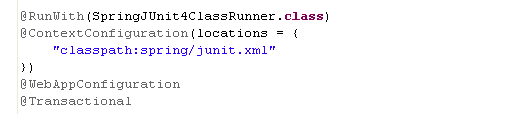 @RunWith(SpringJUnit4ClassRunner.class)
@ContextConfiguration(locations = {
    "classpath:spring/junit.xml"
})
@WebAppConfiguration
@Transactional